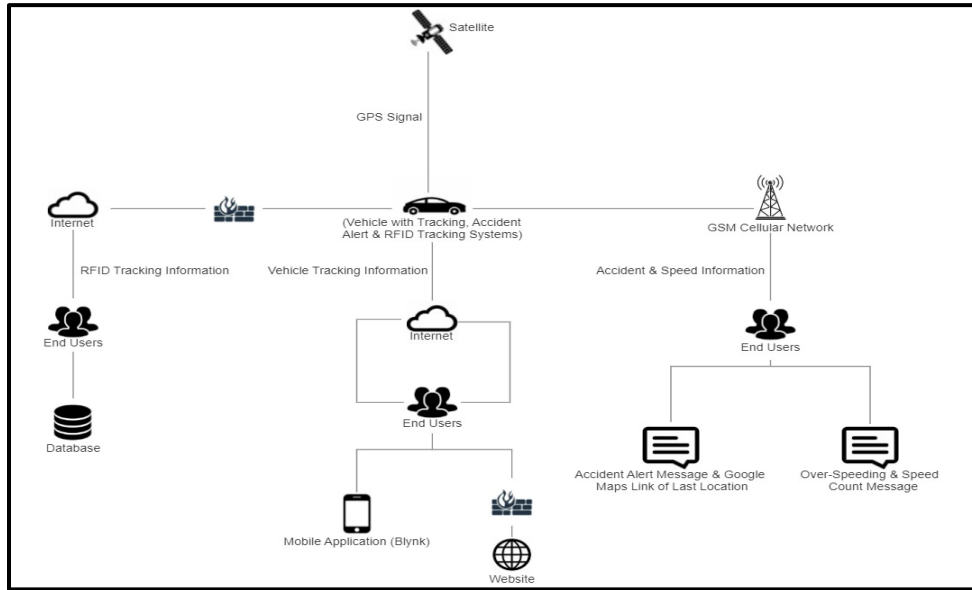 Satellite
GPS Signal
Internet
(Vehicle with Tracking, Accident
Alert & RFID Tracking Systems)
GSM Cellular Network
RFID Tracking Information
Vehicle Tracking Information
Accident & Speed Information
End Users
Internet
End Users
End Users
Database
Accident Alert Message & Google
Maps Link of Last Location
Over-Speeding & Speed
Count Message
Mobile Application (Blynk)
Website